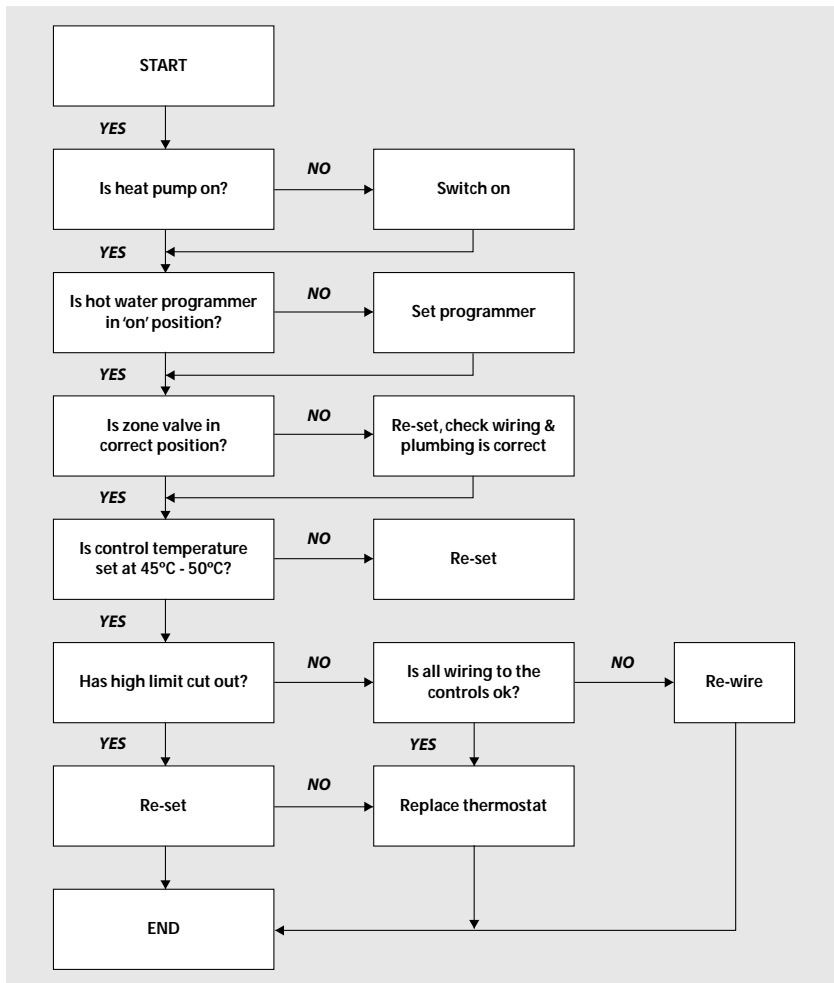 START
YES
Is heat pump on?
NO
Switch on
YES
Is hot water programmer
in ‘on’ position?
NO
Set programmer
YES
Is zone valve in
correct position?
NO
Re-set, check wiring &
plumbing is correct
YES
Is control temperature
set at 45ºC - 50ºC?
NO
Re-set
YES
Has high limit cut out?
NO
Is all wiring to the
controls ok?
NO
Re-wire
YES
YES
Re-set
NO
Replace thermostat
END